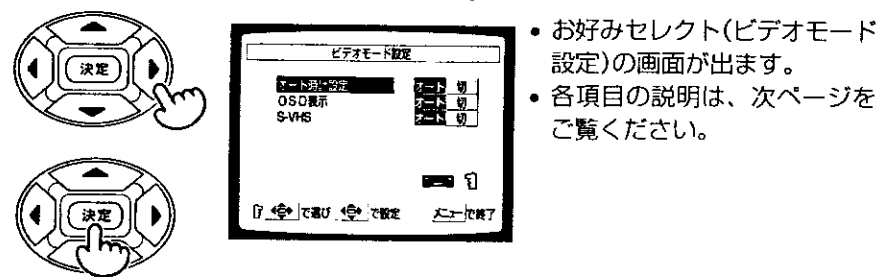 決定
ビデオモード設定
オート時計設定 オート 切
OSD表示 オート 切
S-VHS オート 切
で選び で設定 メニューで終了
決定
• お好みセレクト(ビデオモード
設定)の画面が出ます。
• 各項目の説明は、次ページを
ご覧ください。